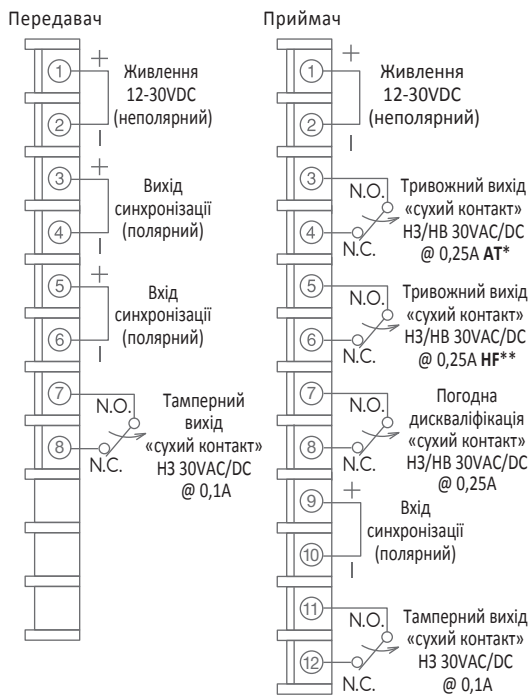 Передавач
1
+
Живлення
12-30VDC
(неполярний)
2
−
3
+
Вихід
синхронізації
(полярний)
4
−
5
+
Вхід
синхронізації
(полярний)
6
−
7
N.O.
Тамперний
вихід
«сухий контакт»
НЗ 30VAC/DC
@ 0,1A
8
N.C.
Приймач
1
+
Живлення
12-30VDC
(неполярний)
2
−
3
N.O.
Тривожний вихід
«сухий контакт»
НЗ/НВ 30VAC/DC
@ 0,25A AT*
4
N.C.
5
N.O.
Тривожний вихід
«сухий контакт»
НЗ/НВ 30VAC/DC
@ 0,25A HF**
6
N.C.
7
N.O.
Погодна
дискваліфікація
«сухий контакт»
НЗ/НВ 30VAC/DC
@ 0,25A
8
N.C.
9
+
Вхід
синхронізації
(полярний)
10
−
11
N.O.
Тамперний вихід
«сухий контакт»
НЗ 30VAC/DC
@ 0,1A
12
N.C.